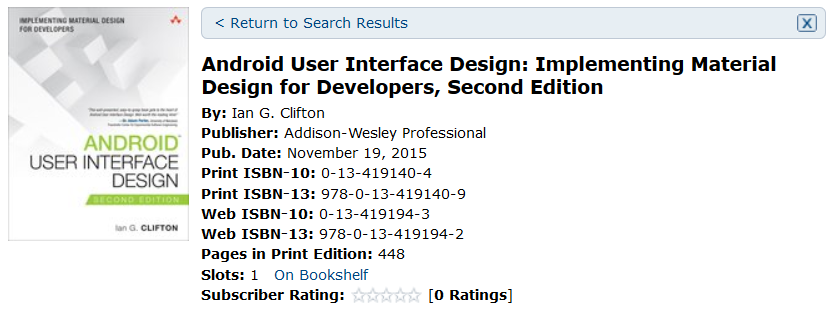 IMPLEMENTING MATERIAL DESIGN
FOR DEVELOPERS
ANDROID™
USER INTERFACE
DESIGN
SECOND EDITION
Ian G. CLIFTON
< Return to Search Results
X
Android User Interface Design: Implementing Material
Design for Developers, Second Edition
By: Ian G. Clifton
Publisher: Addison-Wesley Professional
Pub. Date: November 19, 2015
Print ISBN-10: 0-13-419140-4
Print ISBN-13: 978-0-13-419140-9
Web ISBN-10: 0-13-419194-3
Web ISBN-13: 978-0-13-419194-2
Pages in Print Edition: 448
Slots: 1 On Bookshelf
Subscriber Rating: [0 Ratings]